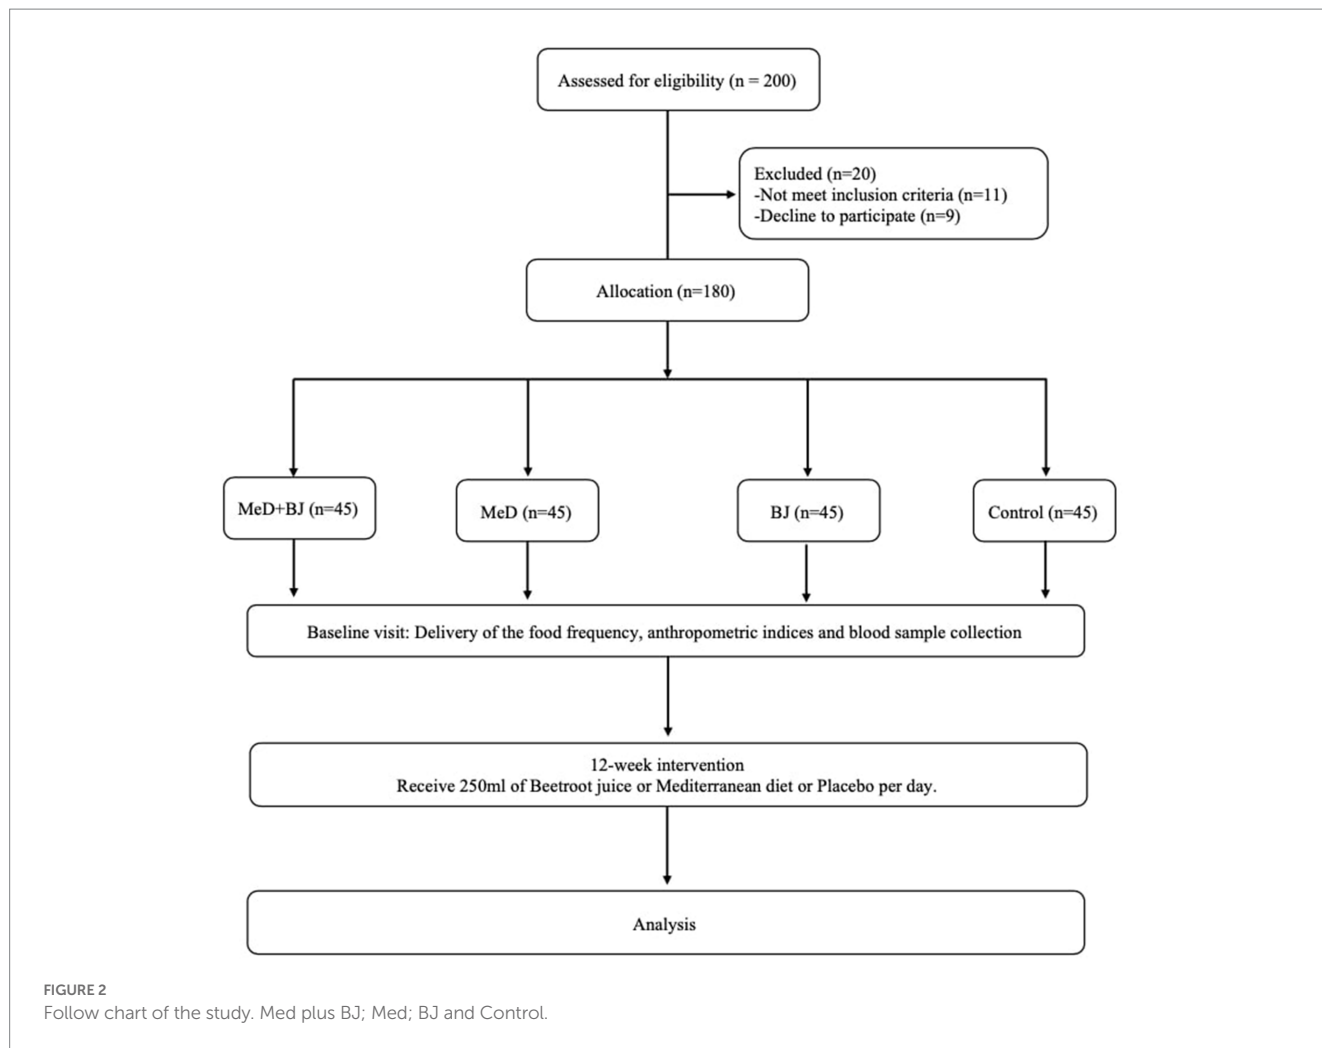 Assessed for eligibility (n = 200)
Excluded (n=20)
-Not meet inclusion criteria (n=11)
-Decline to participate (n=9)
Allocation (n=180)
MeD+BJ (n=45)
MeD (n=45)
BJ (n=45)
Control (n=45)
Baseline visit: Delivery of the food frequency, anthropometric indices and blood sample collection
12-week intervention
Receive 250ml of Beetroot juice or Mediterranean diet or Placebo per day.
Analysis
FIGURE 2
Follow chart of the study. Med plus BJ; Med; BJ and Control.